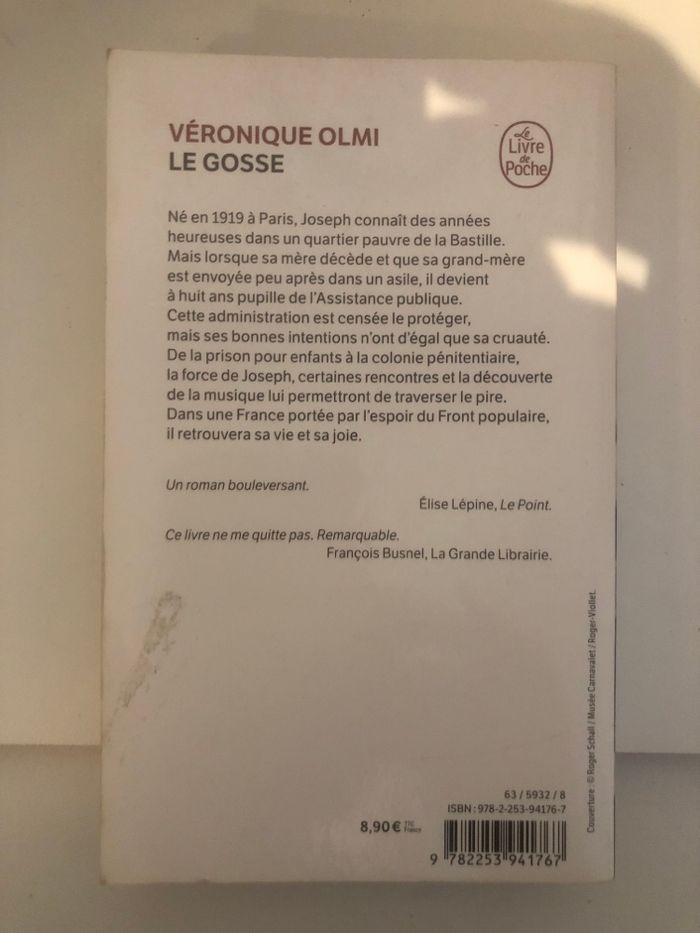 VÉRONIQUE OLMI
LE GOSSE
Le
Livre
de
Poche
Né en 1919 à Paris, Joseph connaît des années
heureuses dans un quartier pauvre de la Bastille.
Mais lorsque sa mère décède et que sa grand-mère
est envoyée peu après dans un asile, il devient
à huit ans pupille de l'Assistance publique.
Cette administration est censée le protéger,
mais ses bonnes intentions n'ont d'égal que sa cruauté.
De la prison pour enfants à la colonie pénitentiaire,
la force de Joseph, certaines rencontres et la découverte
de la musique lui permettront de traverser le pire.
Dans une France portée par l'espoir du Front populaire,
il retrouvera sa vie et sa joie.
Un roman bouleversant.
Élise Lépine, Le Point.
Ce livre ne me quitte pas. Remarquable.
François Busnel, La Grande Librairie.
Couverture : © Roger Schall / Musée Carnavalet / Roger-Viollet.
63 / 5932 / 8
ISBN : 978-2-253-94176-7
8,90 € TTC
France
9 782253 941767